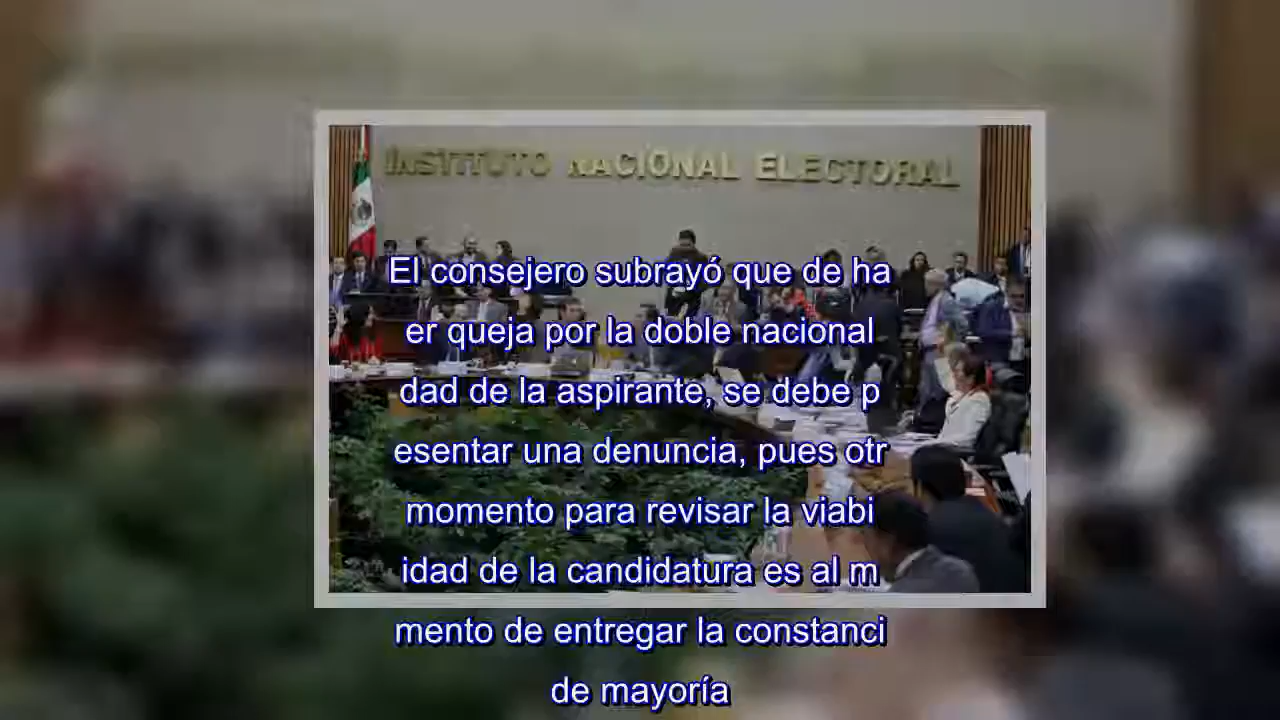 INSTITUTO NACIONAL ELECTORAL
El consejero subrayó que de ha
er queja por la doble nacional
dad de la aspirante, se debe p
esentar una denuncia, pues otr
momento para revisar la viabi
idad de la candidatura es al m
mento de entregar la constanci
de mayoría